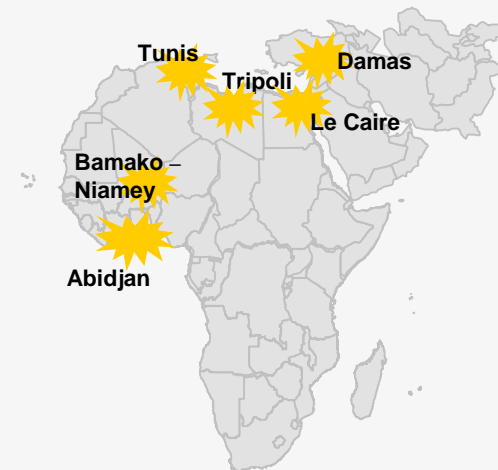 Tunis
Damas
Tripoli
Le Caire
Bamako –
Niamey
Abidjan